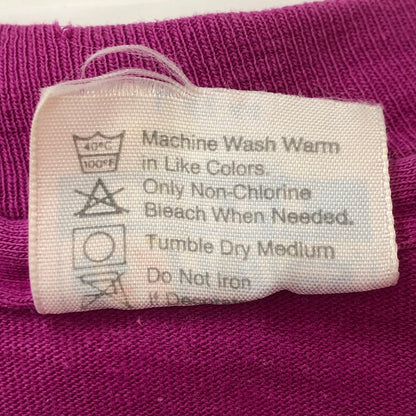 40°C
100°F
Machine Wash Warm
in Like Colors.
Only Non-Chlorine
Bleach When Needed.
Tumble Dry Medium
Do Not Iron
If